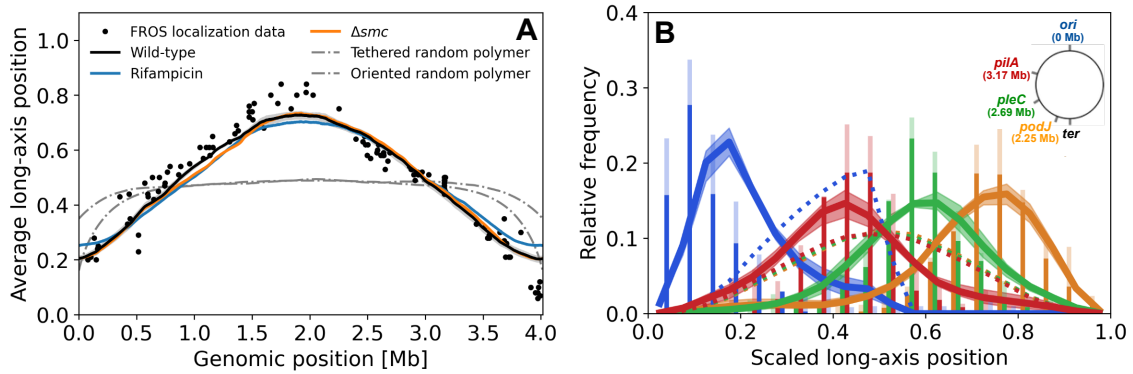 A
FROS localization data
Wild-type
Rifampicin
Δsmc
Tethered random polymer
Oriented random polymer
Average long-axis position
1.0
0.8
0.6
0.4
0.2
0.0
0.0 0.5 1.0 1.5 2.0 2.5 3.0 3.5 4.0
Genomic position [Mb]
B
ori
(0 Mb)
pilA
(3.17 Mb)
pleC
(2.69 Mb)
podJ
(2.25 Mb)
ter
Relative frequency
0.4
0.3
0.2
0.1
0.0
0.0 0.2 0.4 0.6 0.8 1.0
Scaled long-axis position